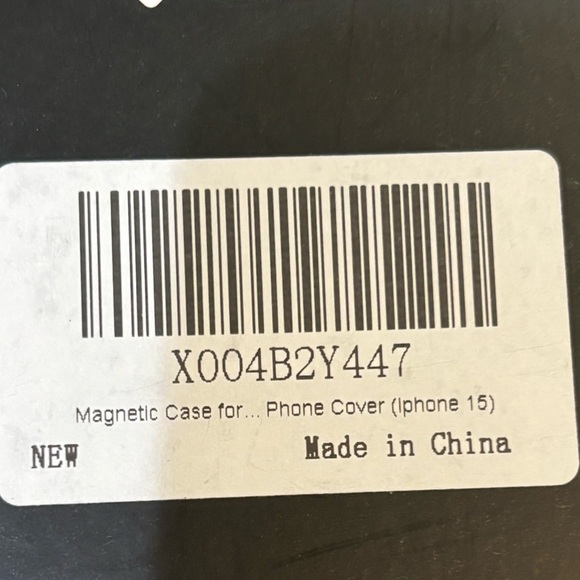 X004B2Y447
Magnetic Case for... Phone Cover (Iphone 15)
NEW
Made in China